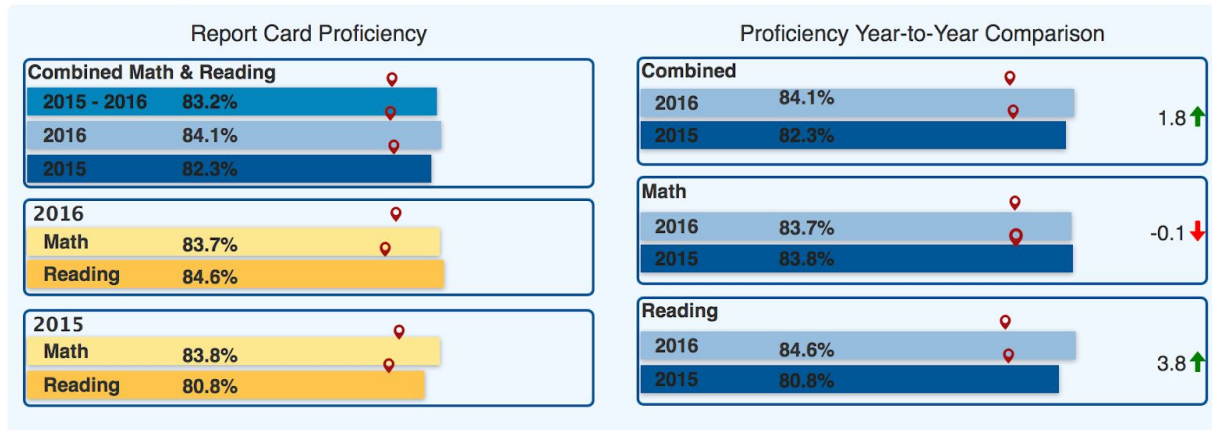 Report Card Proficiency
Combined Math & Reading
2015 - 2016 83.2%
2016 84.1%
2015 82.3%
2016
Math 83.7%
Reading 84.6%
2015
Math 83.8%
Reading 80.8%
Proficiency Year-to-Year Comparison
Combined
2016 84.1%
2015 82.3%
1.8
Math
2016 83.7%
2015 83.8%
-0.1
Reading
2016 84.6%
2015 80.8%
3.8